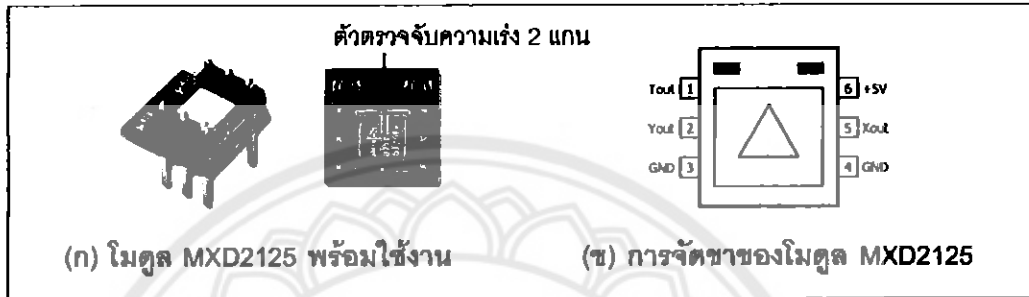 ตัวตรวจจับความเร่ง 2 แกน
Tout 1
6 +5V
Yout 2
5 Xout
GND 3
4 GND
(ก) โมดูล MXD2125 พร้อมใช้งาน
(ข) การจัดขาของโมดูล MXD2125